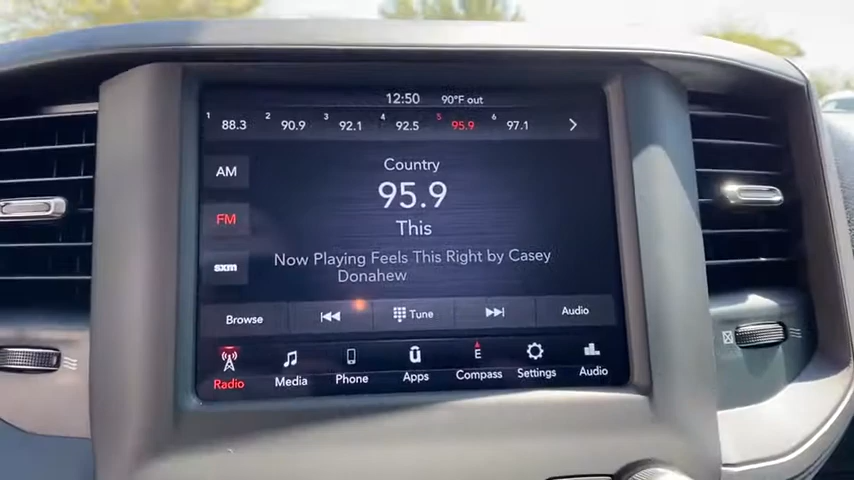 12:50 90°F out
1 88.3 2 90.9 3 92.1 4 92.5 5 95.9 6 97.1
AM
FM
sxm
Country
95.9
This
Now Playing Feels This Right by Casey
Donahew
Browse Tune Audio
E
Radio Media Phone Apps Compass Settings Audio